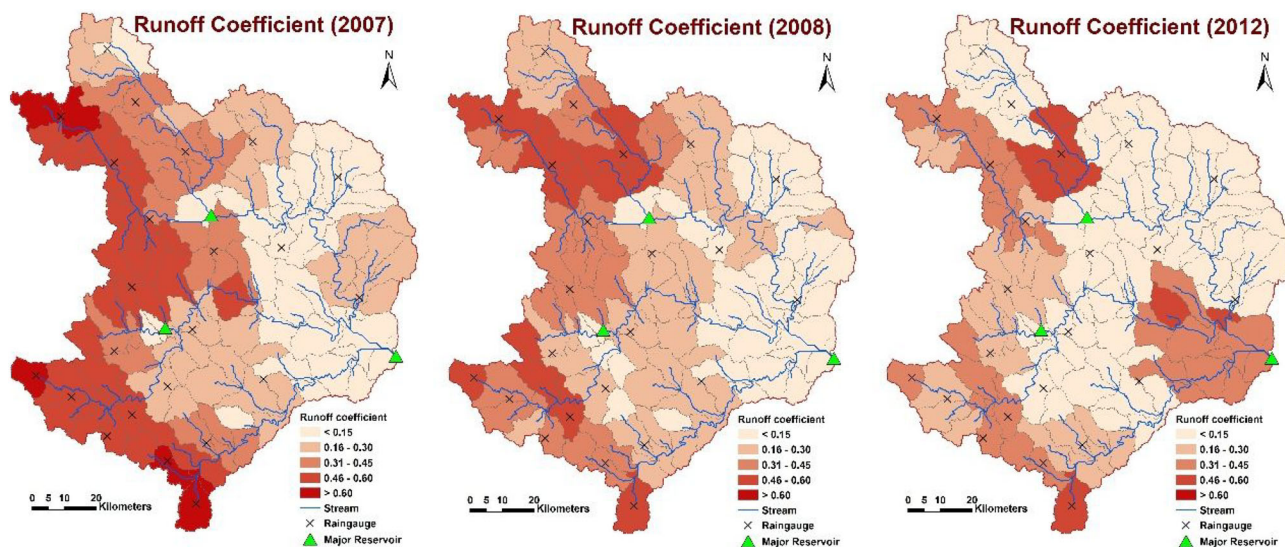 Runoff Coefficient (2007)
N
Runoff coefficient
< 0.15
0.16 - 0.30
0.31 - 0.45
0.46 - 0.60
> 0.60
Stream
Raingauge
Major Reservoir
0 5 10 20
Kilometers
Runoff Coefficient (2008)
N
Runoff coefficient
< 0.15
0.16 - 0.30
0.31 - 0.45
0.46 - 0.60
> 0.60
Stream
Raingauge
Major Reservoir
0 5 10 20
Kilometers
Runoff Coefficient (2012)
N
Runoff coefficient
< 0.15
0.16 - 0.30
0.31 - 0.45
0.46 - 0.60
> 0.60
Stream
Raingauge
Major Reservoir
0 5 10 20
Kilometers